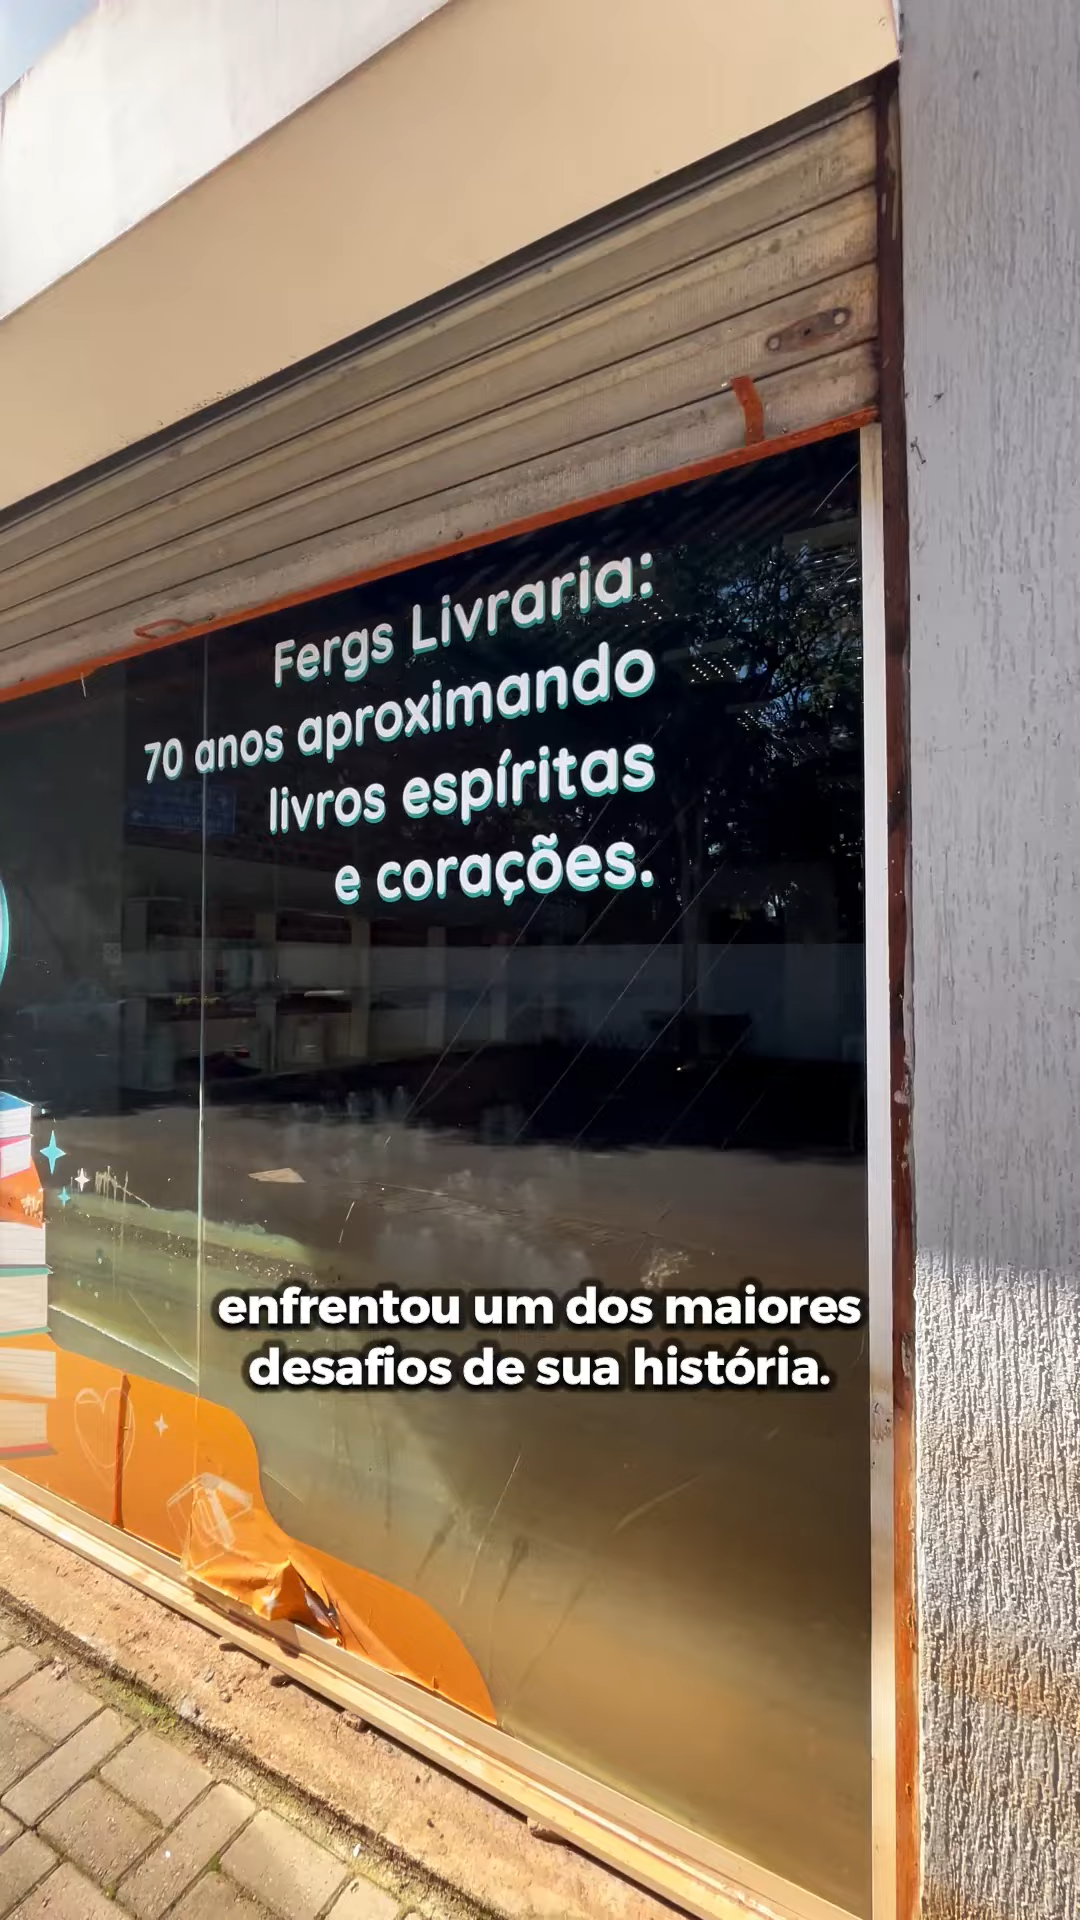 Fergs Livraria:
70 anos aproximando
livros espíritas
e corações.
enfrentou um dos maiores
desafios de sua história.